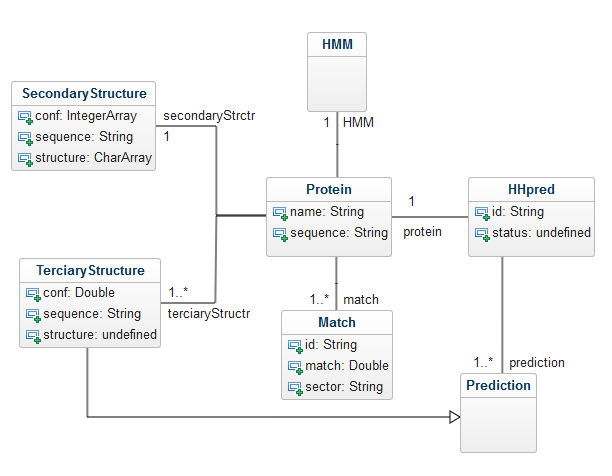 HMM
1 HMM
SecondaryStructure
conf: IntegerArray
sequence: String
structure: CharArray
secondaryStrctr
1
Protein
name: String
sequence: String
1
protein
HHpred
id: String
status: undefined
TerciaryStructure
conf: Double
sequence: String
structure: undefined
1..*
terciaryStructr
1..* match
Match
id: String
match: Double
sector: String
1..* prediction
Prediction